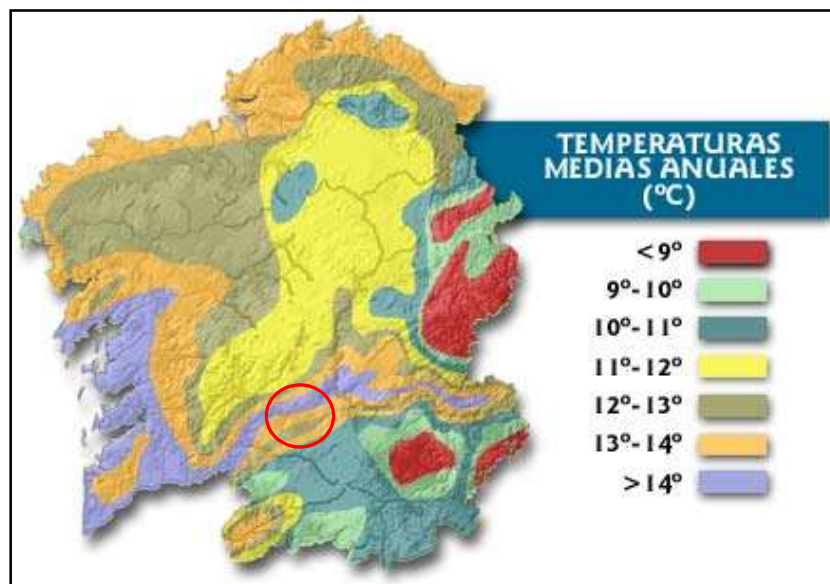 TEMPERATURAS
MEDIAS ANUALES
(ºC)
<9º
9º-10º
10º-11º
11º-12º
12º-13º
13º-14º
>14º